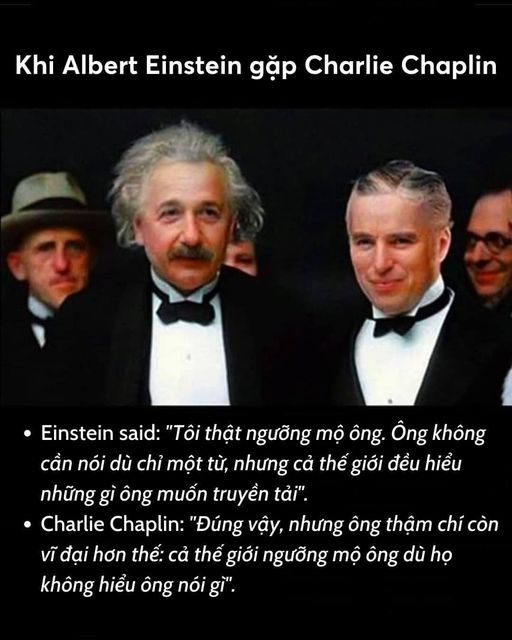 Khi Albert Einstein gặp Charlie Chaplin
• Einstein said: "Tôi thật ngưỡng mộ ông. Ông không
cần nói dù chỉ một từ, nhưng cả thế giới đều hiểu
những gì ông muốn truyền tải".
• Charlie Chaplin: "Đúng vậy, nhưng ông thậm chí còn
vĩ đại hơn thế: cả thế giới ngưỡng mộ ông dù họ
không hiểu ông nói gì".